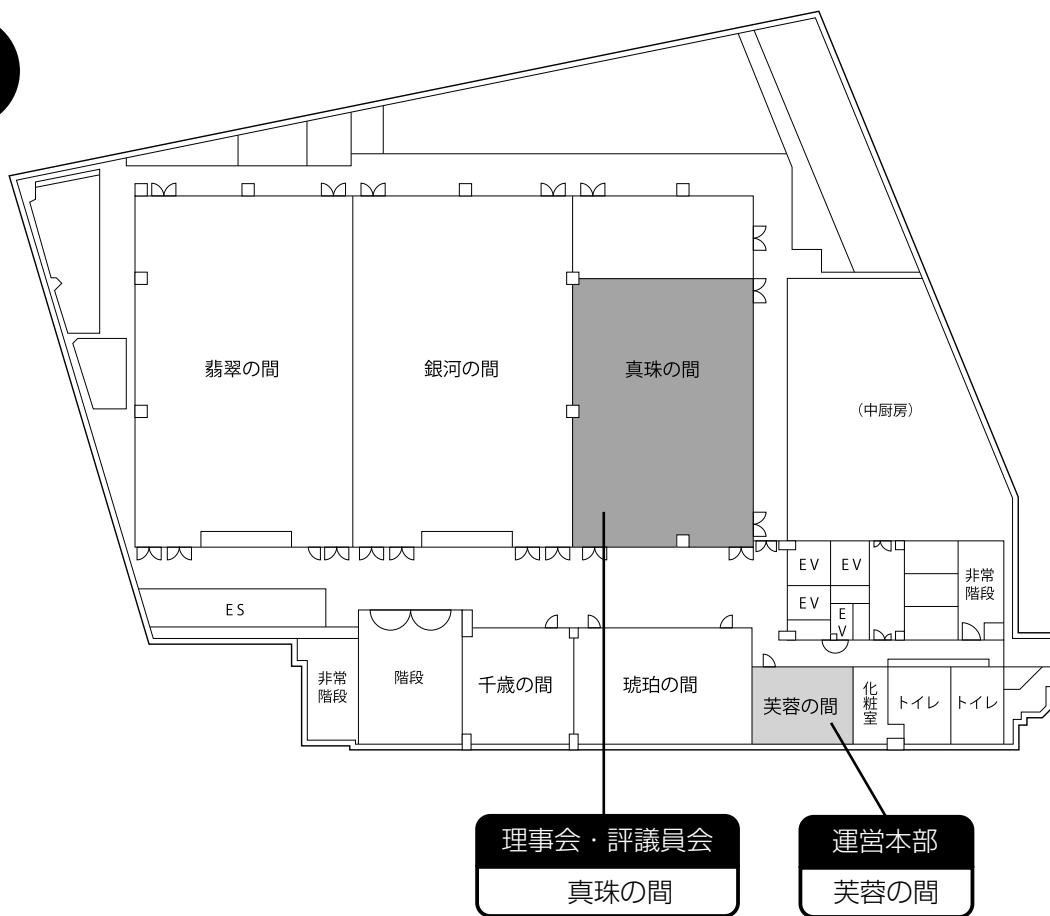 翡翠の間
銀河の間
真珠の間
（中厨房）
EV
EV
EV
EV
非常
階段
ES
非常
階段
階段
千歳の間
琥珀の間
芙蓉の間
化粧室
トイレ
トイレ
理事会・評議員会
真珠の間
運営本部
芙蓉の間